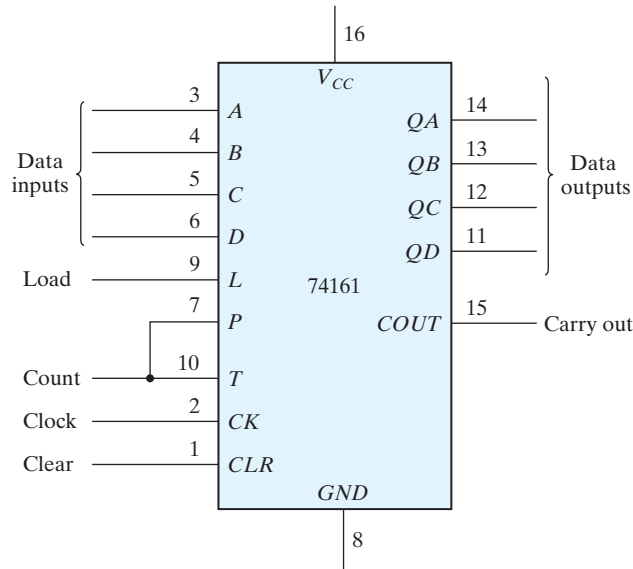 16
V_CC
3 A
4 B
5 C
6 D
Data
inputs
QA 14
QB 13
QC 12
QD 11
Data
outputs
Load 9 L
7 P
74161
COUT 15 Carry out
Count 10 T
Clock 2 CK
Clear 1 CLR
GND
8